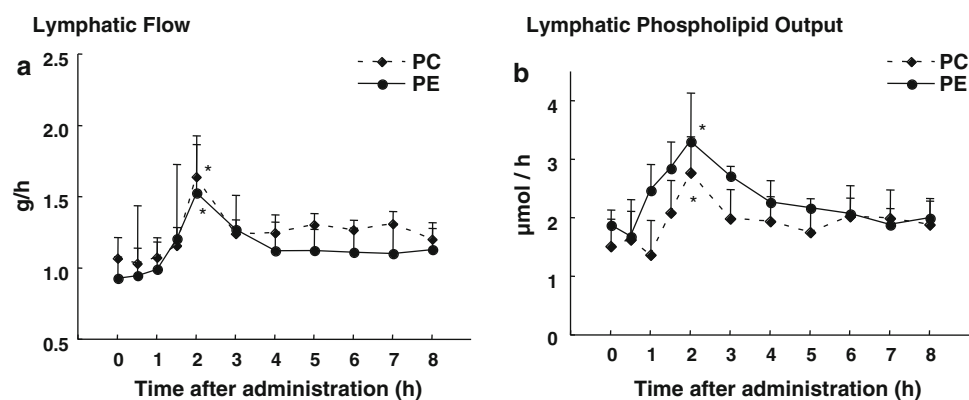 Lymphatic Flow
a
2.5
2.0
1.5
1.0
0.5
g/h
PC
PE
*
*
0 1 2 3 4 5 6 7 8
Time after administration (h)
Lymphatic Phospholipid Output
b
4
3
2
1
0
μmol / h
PC
PE
*
*
0 1 2 3 4 5 6 7 8
Time after administration (h)